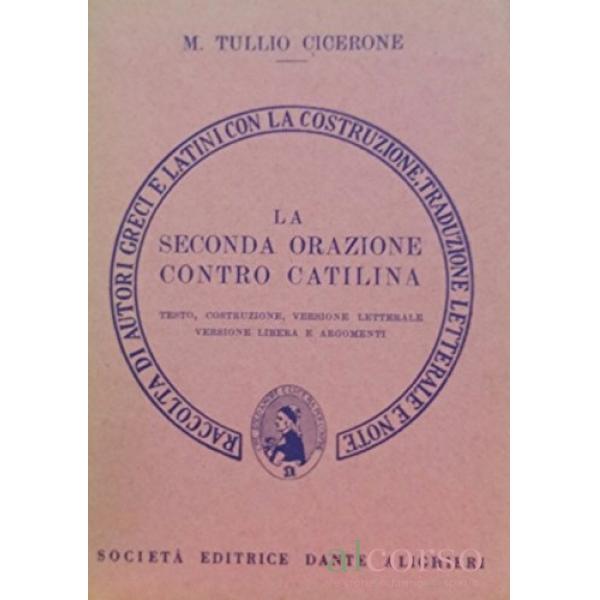 M. TULLIO CICERONE
RACCOLTA DI AUTORI GRECI E LATINI CON LA COSTRUZIONE, TRADUZIONE LETTERALE E NOTE
LA
SECONDA ORAZIONE
CONTRO CATILINA
TESTO, COSTRUZIONE, VERSIONE LETTERALE
VERSIONE LIBERA E ARGOMENTI
SOCIETÀ EDITRICE DANTE ALIGHIERI
alcorso